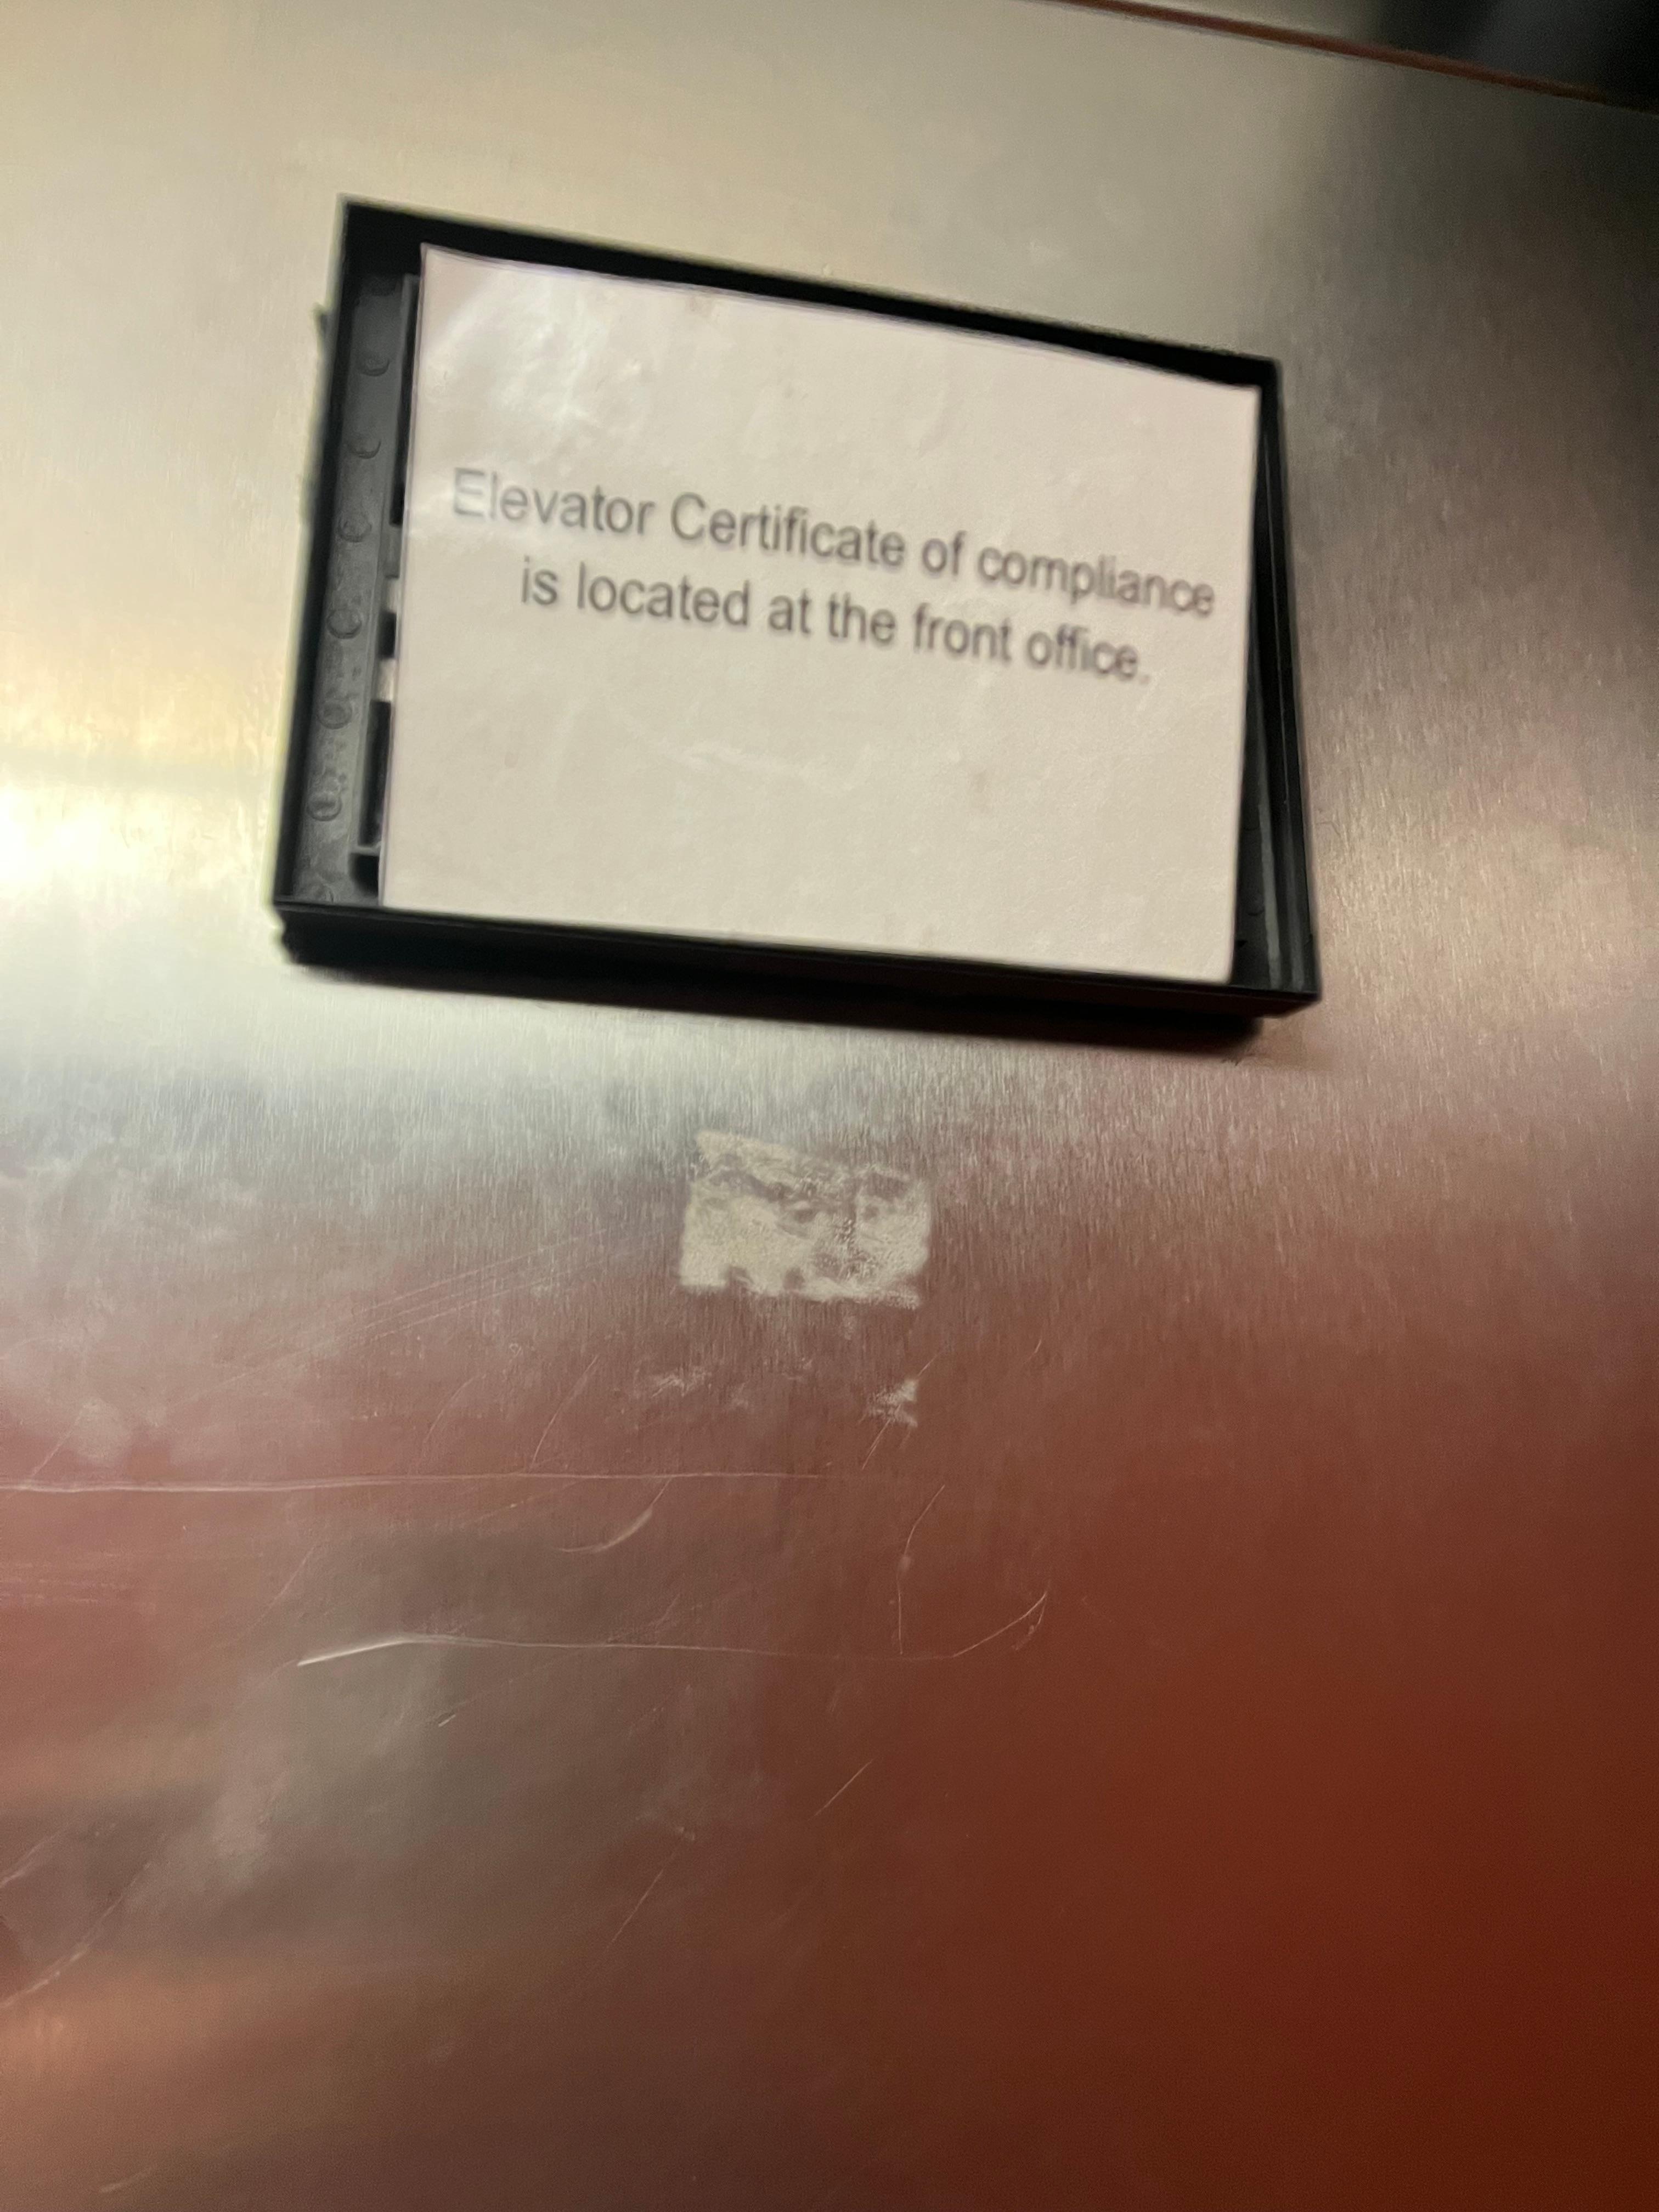 Elevator Certificate of compliance
is located at the front office.